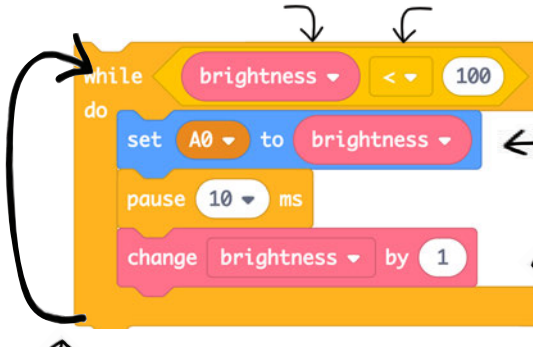 while brightness < 100
do
set A0 to brightness
pause 10 ms
change brightness by 1